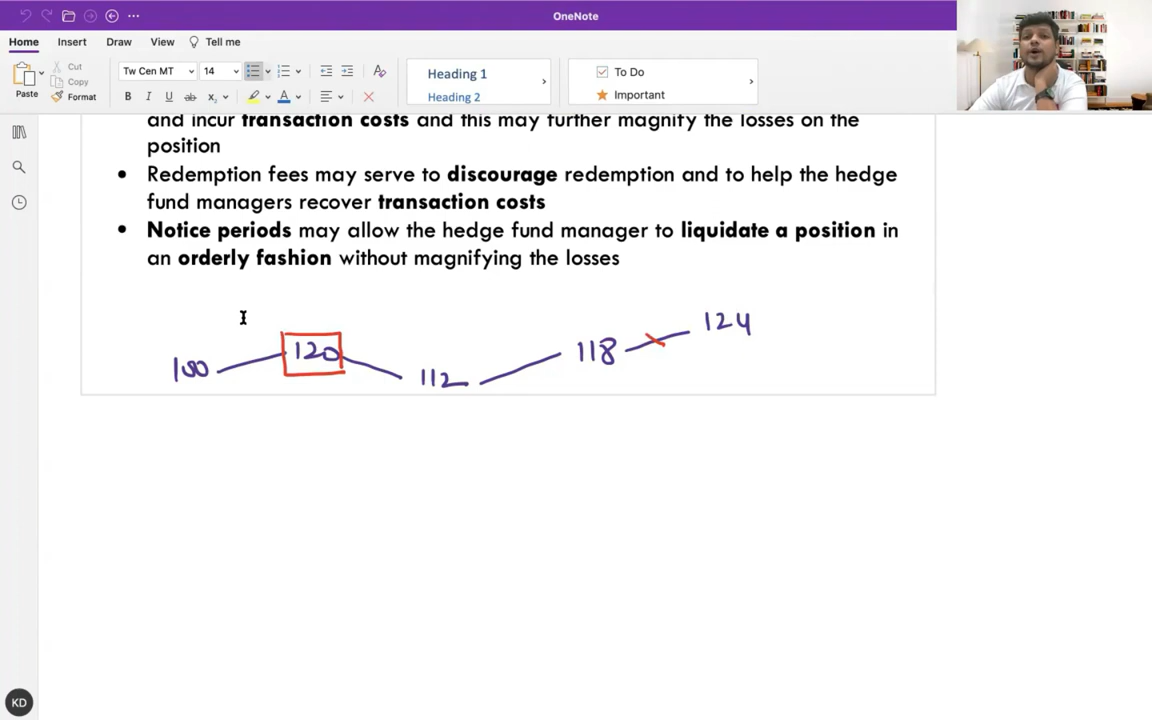 OneNote
Home Insert Draw View Tell me
Cut
Copy
Paste Format
Tw Cen MT 14
B I U ab x₂ A
Heading 1
Heading 2
To Do
Important
and incur transaction costs and this may further magnify the losses on the
position
• Redemption fees may serve to discourage redemption and to help the hedge
fund managers recover transaction costs
• Notice periods may allow the hedge fund manager to liquidate a position in
an orderly fashion without magnifying the losses
100 120 112 118 124
KD